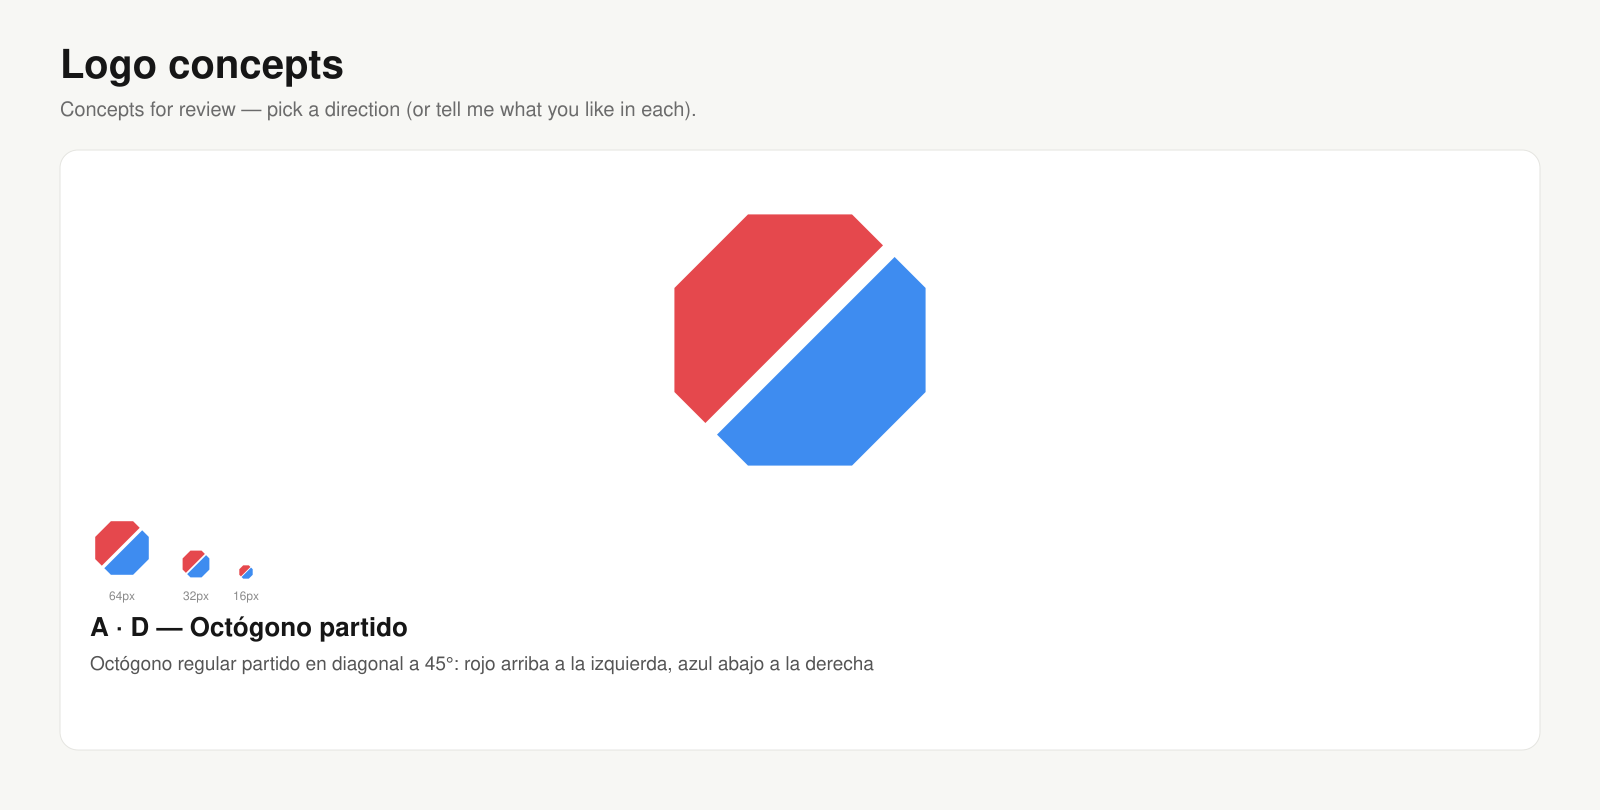 Logo concepts
Concepts for review — pick a direction (or tell me what you like in each).
64px
32px
16px
A · D — Octógono partido
Octógono regular partido en diagonal a 45°: rojo arriba a la izquierda, azul abajo a la derecha